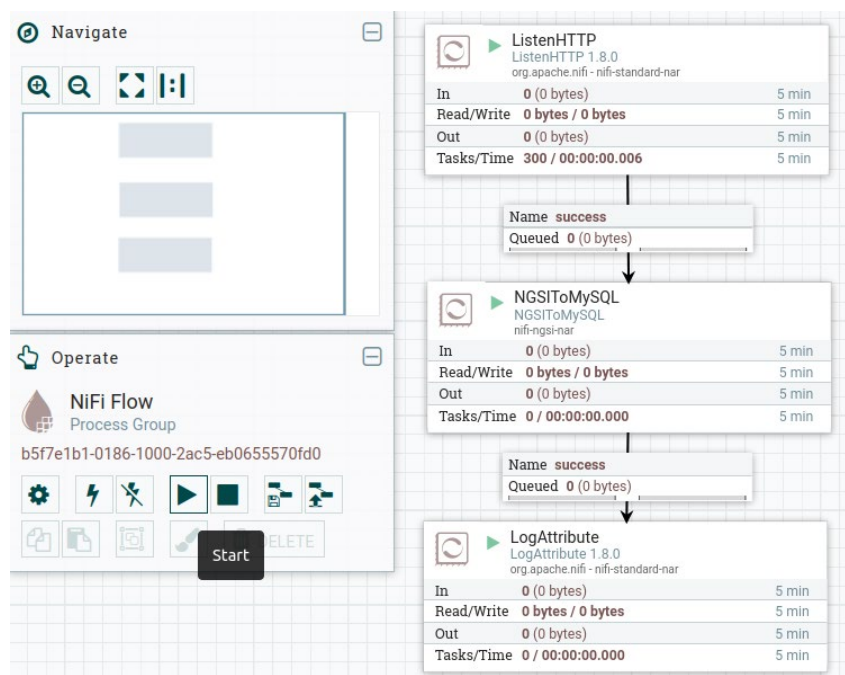 Navigate
Operate
NiFi Flow
Process Group
b5f7e1b1-0186-1000-2ac5-eb0655570fd0
DELETE
Start
ListenHTTP
ListenHTTP 1.8.0
org.apache.nifi - nifi-standard-nar
In 0 (0 bytes) 5 min
Read/Write 0 bytes / 0 bytes 5 min
Out 0 (0 bytes) 5 min
Tasks/Time 300 / 00:00:00.006 5 min
Name success
Queued 0 (0 bytes)
NGSIToMySQL
NGSIToMySQL
nifi-ngsi-nar
In 0 (0 bytes) 5 min
Read/Write 0 bytes / 0 bytes 5 min
Out 0 (0 bytes) 5 min
Tasks/Time 0 / 00:00:00.000 5 min
Name success
Queued 0 (0 bytes)
LogAttribute
LogAttribute 1.8.0
org.apache.nifi - nifi-standard-nar
In 0 (0 bytes) 5 min
Read/Write 0 bytes / 0 bytes 5 min
Out 0 (0 bytes) 5 min
Tasks/Time 0 / 00:00:00.000 5 min